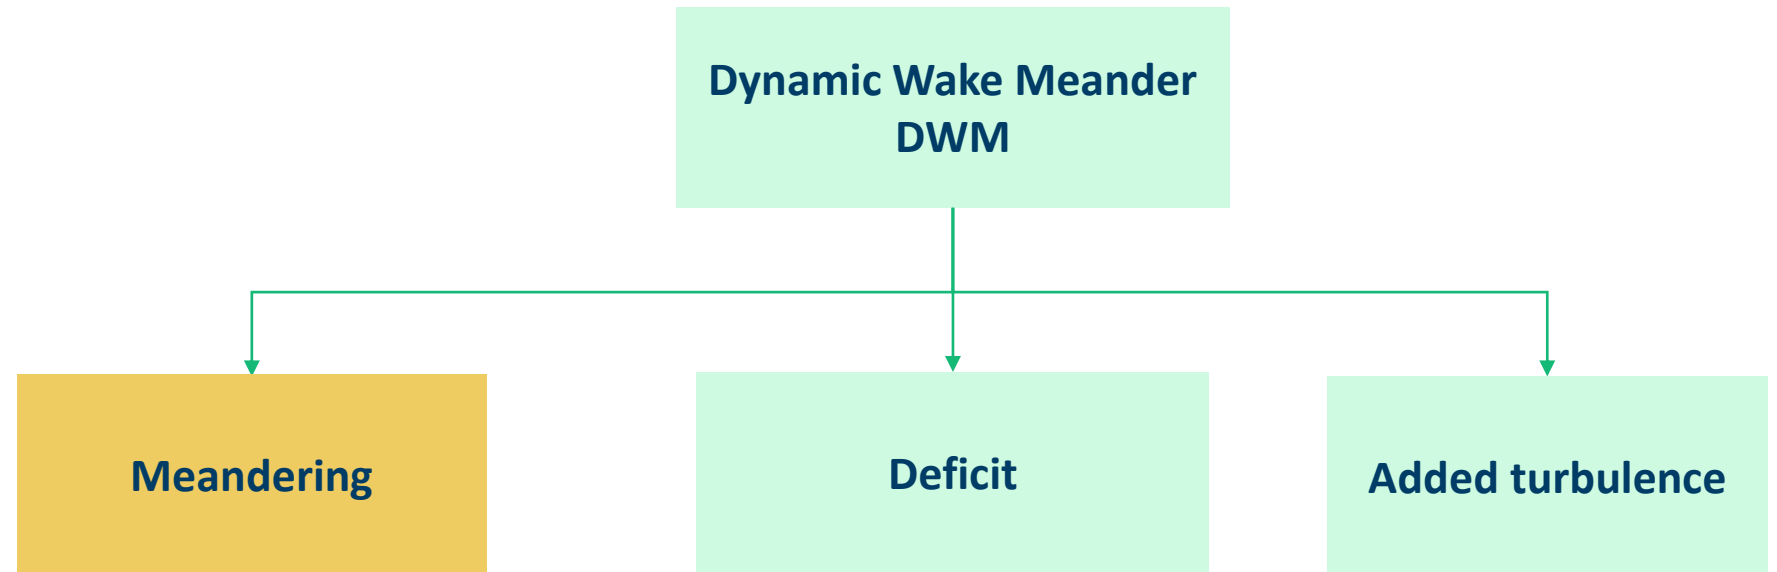 Dynamic Wake Meander
DWM
Meandering
Deficit
Added turbulence